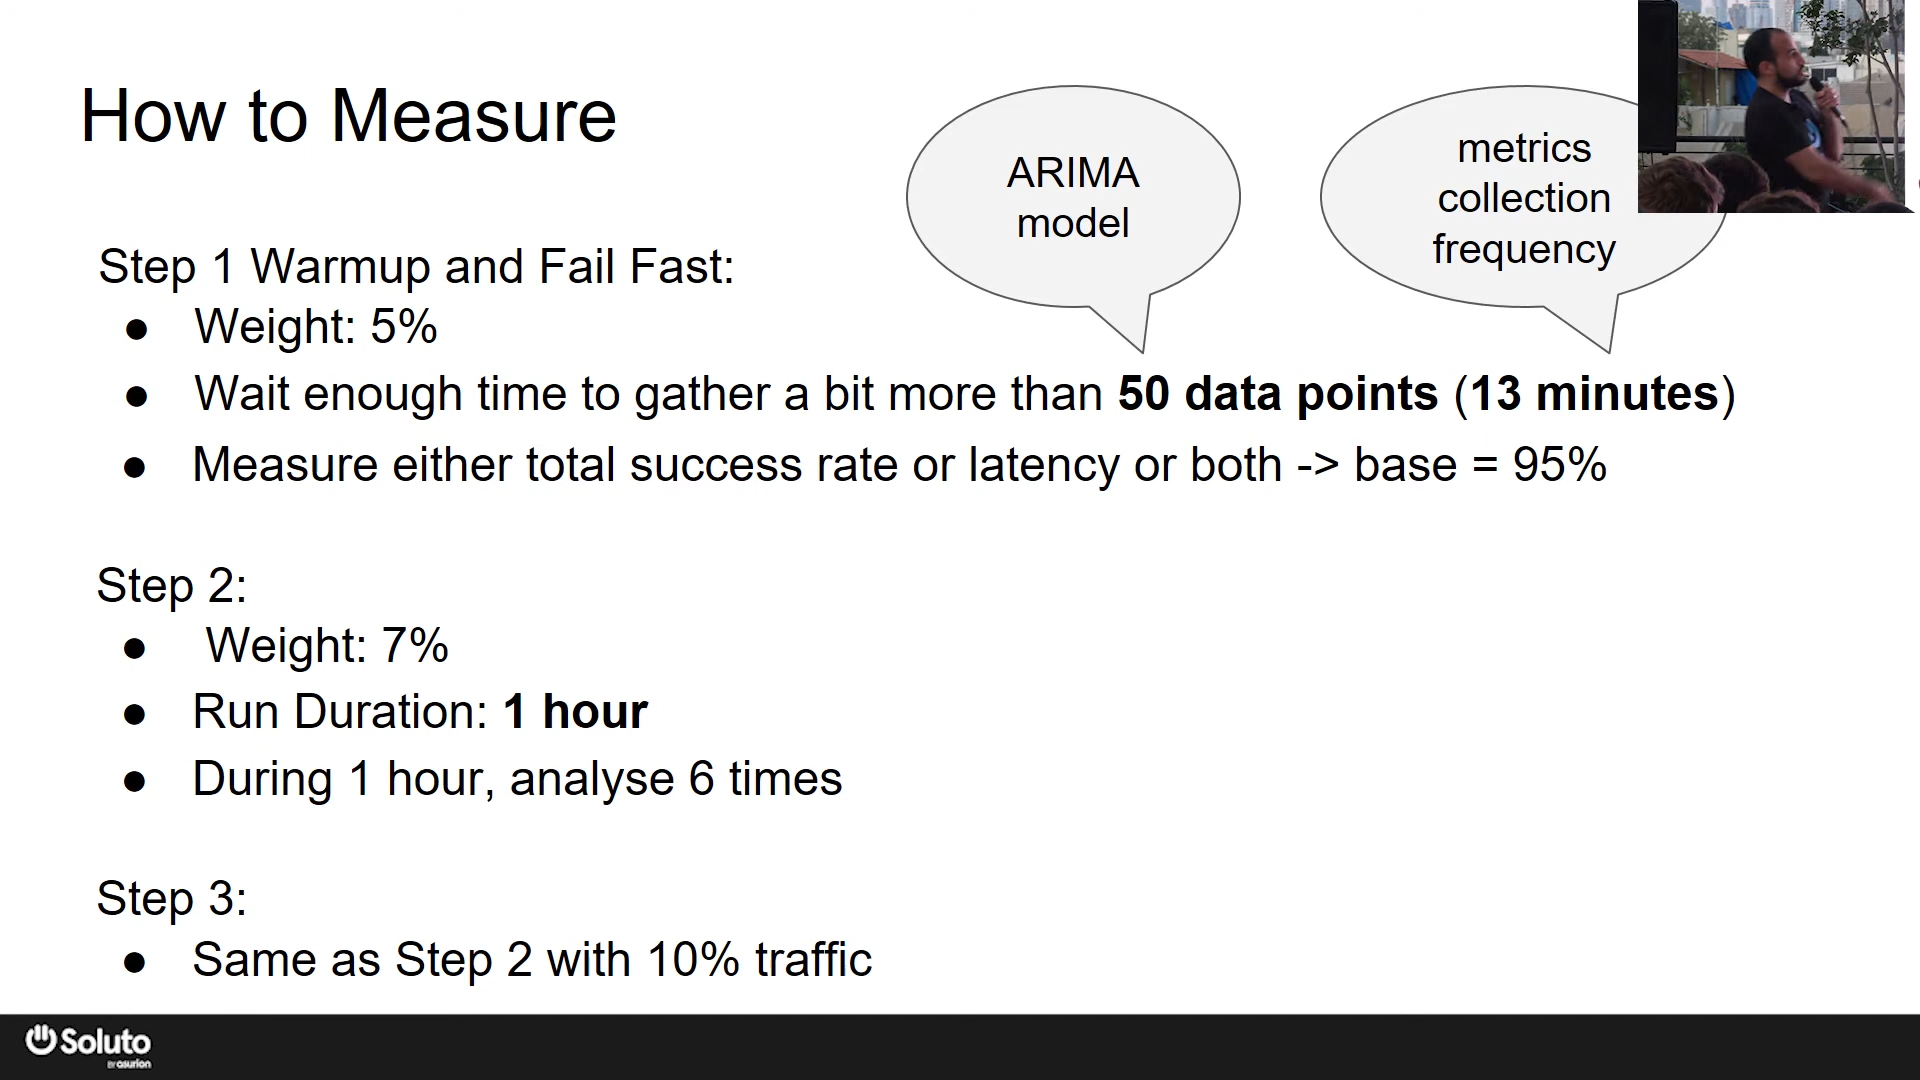 How to Measure
ARIMA
model
metrics
collection
frequency
Step 1 Warmup and Fail Fast:
● Weight: 5%
● Wait enough time to gather a bit more than 50 data points (13 minutes)
● Measure either total success rate or latency or both -> base = 95%
Step 2:
● Weight: 7%
● Run Duration: 1 hour
● During 1 hour, analyse 6 times
Step 3:
● Same as Step 2 with 10% traffic
Soluto
BY asurion